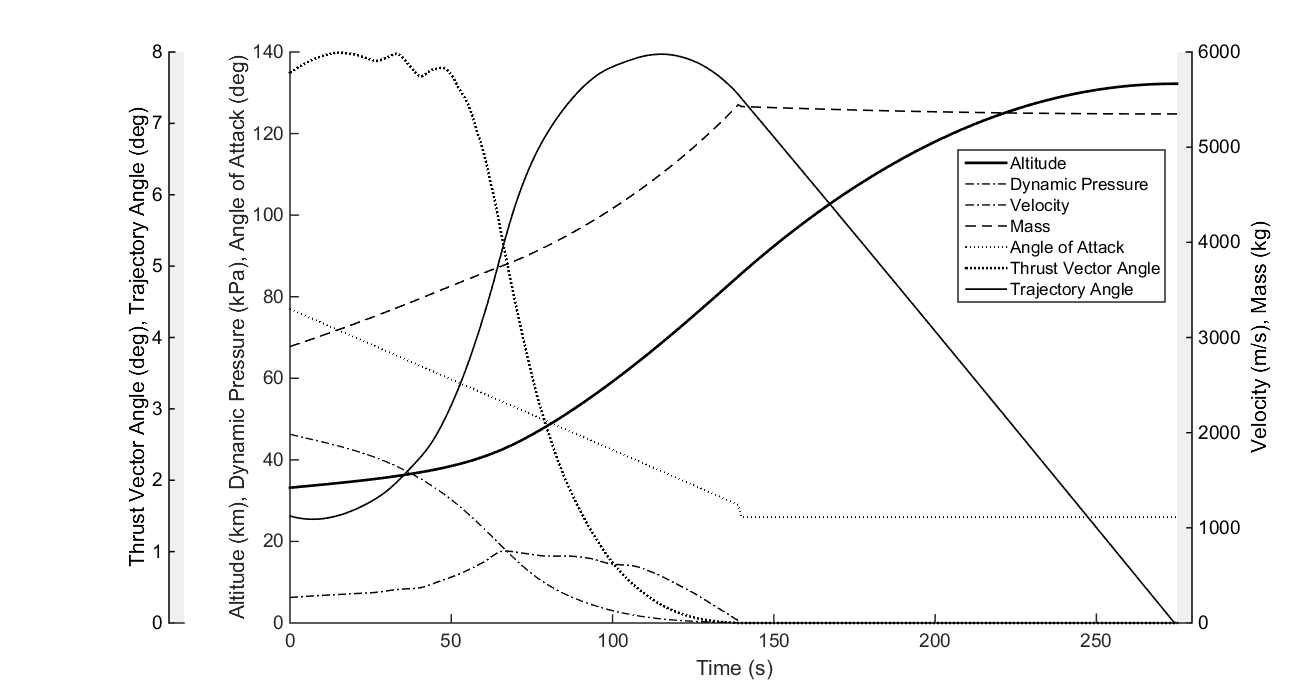 8
7
6
5
4
3
2
1
0
Thrust Vector Angle (deg), Trajectory Angle (deg)
140
120
100
80
60
40
20
0
Altitude (km), Dynamic Pressure (kPa), Angle of Attack (deg)
0
50
100
150
200
250
Time (s)
Altitude
Dynamic Pressure
Velocity
Mass
Angle of Attack
Thrust Vector Angle
Trajectory Angle
6000
5000
4000
3000
2000
1000
0
Velocity (m/s), Mass (kg)